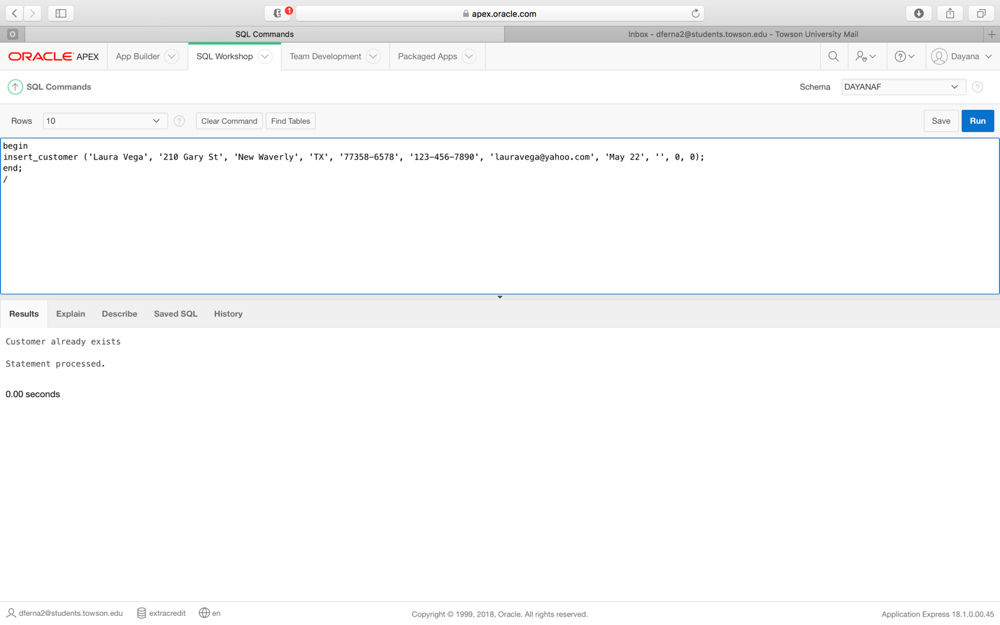 1
apex.oracle.com
O
SQL Commands
Inbox - dferna2@students.towson.edu - Towson University Mail
ORACLE APEX
App Builder
SQL Workshop
Team Development
Packaged Apps
Dayana
SQL Commands
Schema
DAYANAF
?
Rows
10
?
Clear Command
Find Tables
Save
Run
begin
insert_customer ('Laura Vega', '210 Gary St', 'New Waverly', 'TX', '77358-6578', '123-456-7890', 'lauravega@yahoo.com', 'May 22', '', 0, 0);
end;
/
Results
Explain
Describe
Saved SQL
History
Customer already exists
Statement processed.
0.00 seconds
dferna2@students.towson.edu
extracredit
en
Copyright © 1999, 2018, Oracle. All rights reserved.
Application Express 18.1.0.00.45